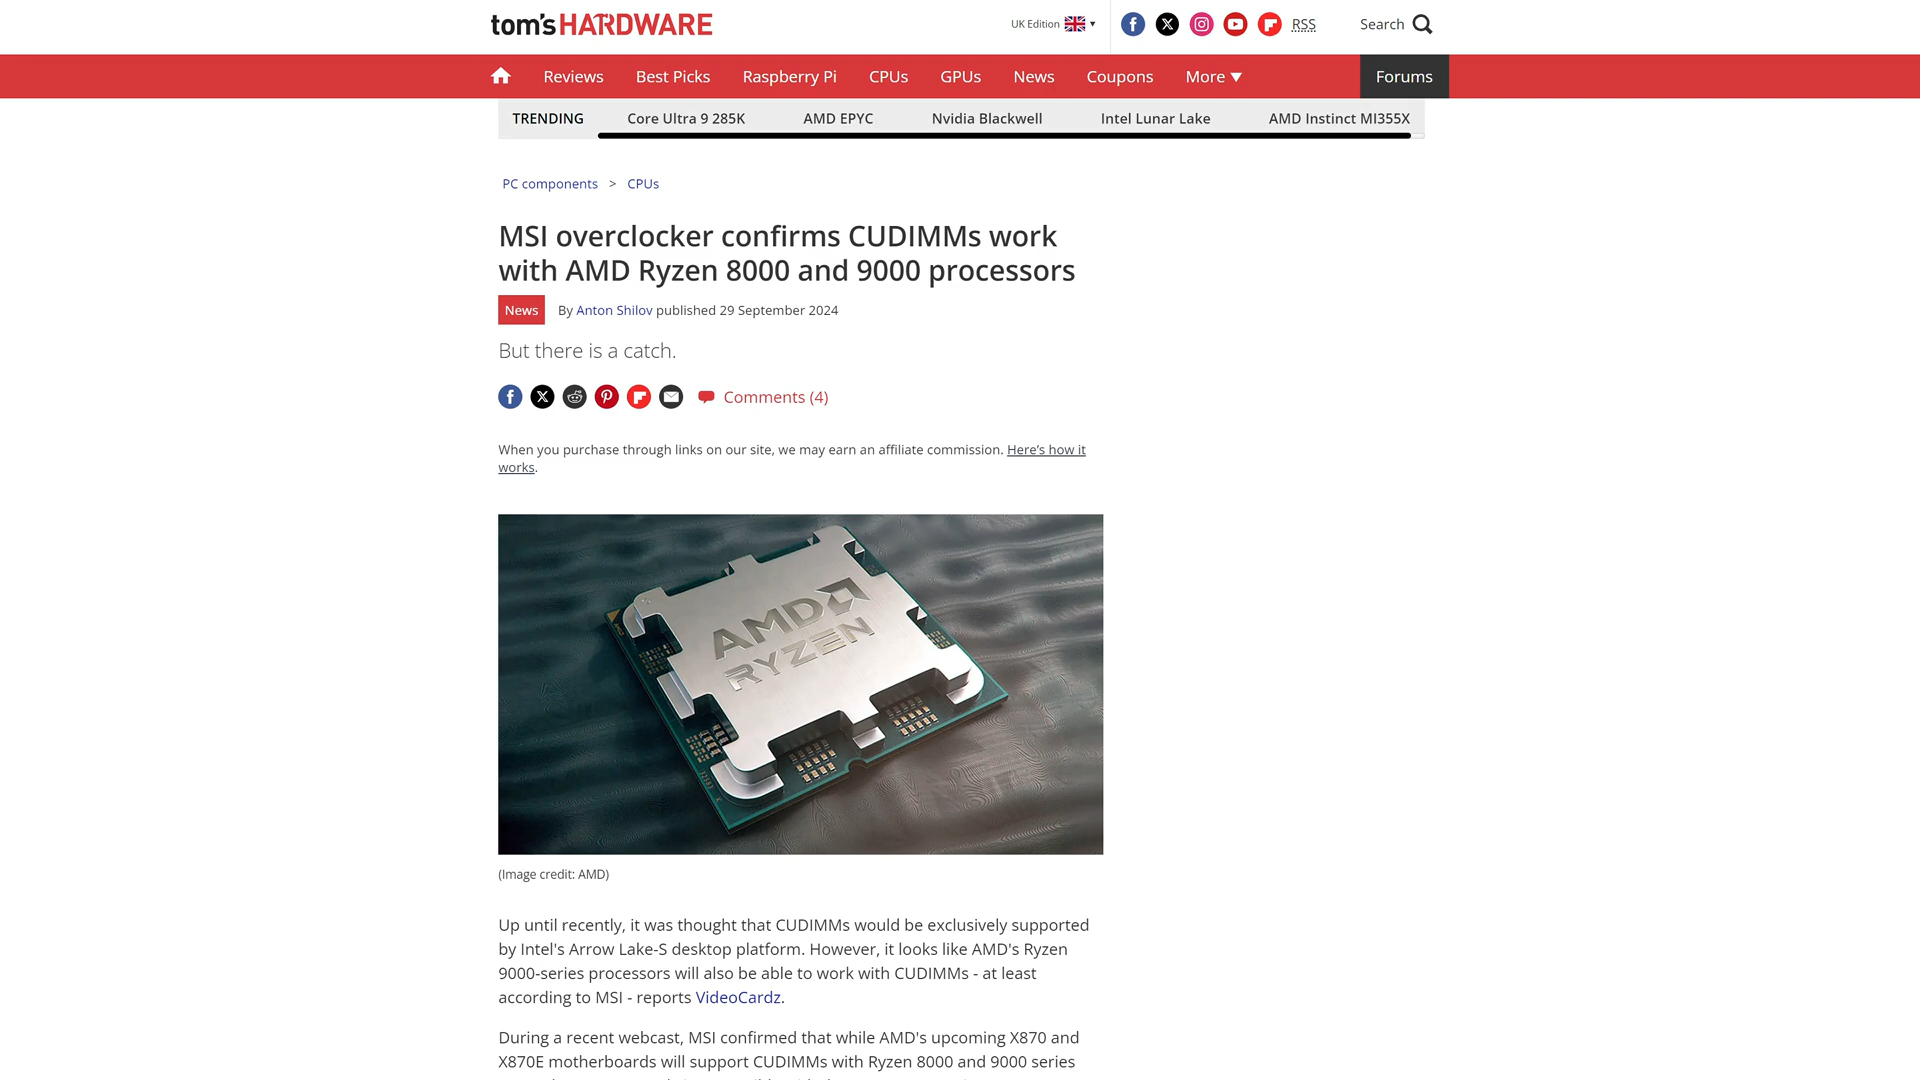 tom's HARDWARE
UK Edition
RSS
Search
Reviews
Best Picks
Raspberry Pi
CPUs
GPUs
News
Coupons
More
Forums
TRENDING
Core Ultra 9 285K
AMD EPYC
Nvidia Blackwell
Intel Lunar Lake
AMD Instinct MI355X
PC components > CPUs
MSI overclocker confirms CUDIMMs work
with AMD Ryzen 8000 and 9000 processors
News
By Anton Shilov published 29 September 2024
But there is a catch.
Comments (4)
When you purchase through links on our site, we may earn an affiliate commission. Here's how it
works.
AMD
RYZEN
(Image credit: AMD)
Up until recently, it was thought that CUDIMMs would be exclusively supported
by Intel's Arrow Lake-S desktop platform. However, it looks like AMD's Ryzen
9000-series processors will also be able to work with CUDIMMs - at least
according to MSI - reports VideoCardz.
During a recent webcast, MSI confirmed that while AMD's upcoming X870 and
X870E motherboards will support CUDIMMs with Ryzen 8000 and 9000 series